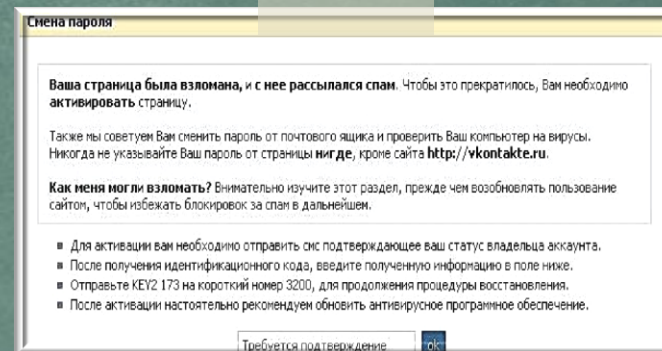 Смена пароля
Ваша страница была взломана, и с нее рассылался спам. Чтобы это прекратилось, Вам необходимо
активировать страницу.
Также мы советуем Вам сменить пароль от почтового ящика и проверить Ваш компьютер на вирусы.
Никогда не указывайте Ваш пароль от страницы нигде, кроме сайта http://vkontakte.ru.
Как меня могли взломать? Внимательно изучите этот раздел, прежде чем возобновлять пользование
сайтом, чтобы избежать блокировок за спам в дальнейшем.
Для активации вам необходимо отправить смс подтверждающее ваш статус владельца аккаунта.
После получения идентификационного кода, введите полученную информацию в поле ниже.
Отправьте KEY2 173 на короткий номер 3200, для продолжения процедуры восстановления.
После активации настоятельно рекомендуем обновить антивирусное программное обеспечение.
Требуется подтверждение ok